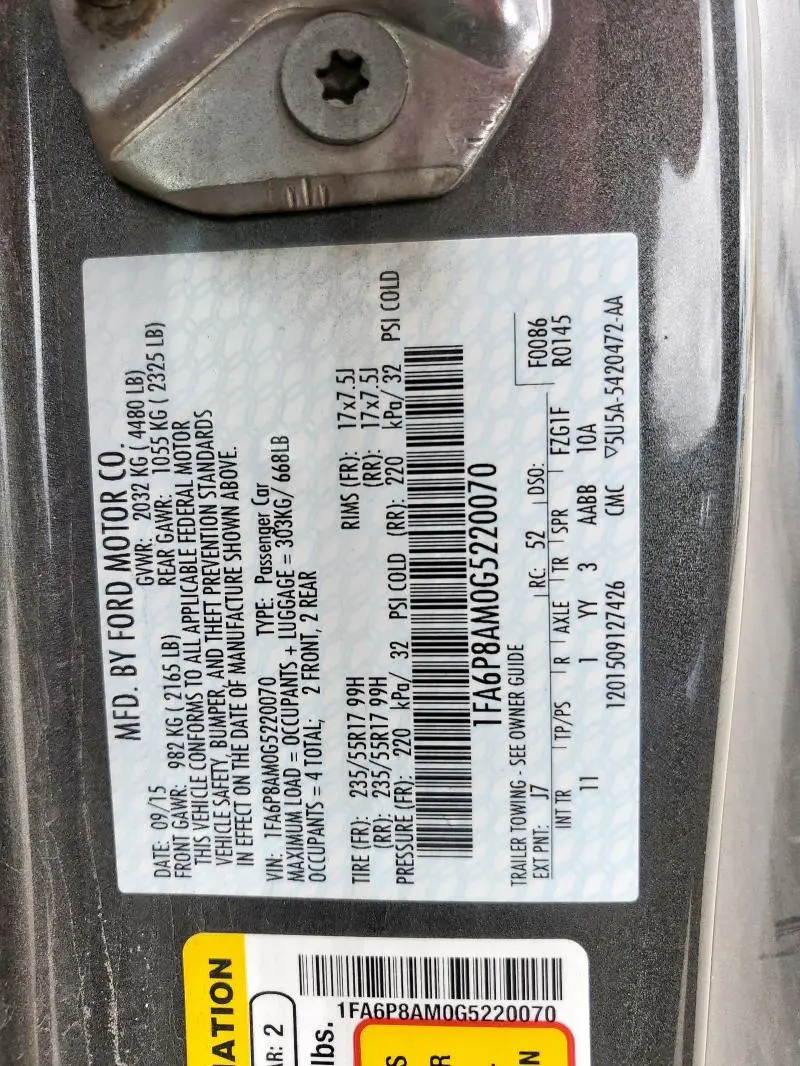 MFD. BY FORD MOTOR CO.
DATE: 09/15 GVWR: 2032 KG ( 4480 LB)
FRONT GAWR: 982 KG ( 2165 LB) REAR GAWR: 1055 KG ( 2325 LB)
THIS VEHICLE CONFORMS TO ALL APPLICABLE FEDERAL MOTOR
VEHICLE SAFETY, BUMPER, AND THEFT PREVENTION STANDARDS
IN EFFECT ON THE DATE OF MANUFACTURE SHOWN ABOVE.
VIN: 1FA6P8AM0G5220070 TYPE: Passenger Car
MAXIMUM LOAD = OCCUPANTS + LUGGAGE = 303KG/ 668LB
OCCUPANTS = 4 TOTAL; 2 FRONT, 2 REAR
TIRE (FR): 235/55R17 99H RIMS (FR): 17x7.5J
(RR): 235/55R17 99H (RR): 17x7.5J
PRESSURE (FR): 220 kPa/ 32 PSI COLD (RR): 220 kPa/ 32 PSI COLD
1FA6P8AM0G5220070
TRAILER TOWING - SEE OWNER GUIDE
F0086
EXT PNT: J7 RC: 52 DSO: R0145
INT TR TP/PS R AXLE TR SPR FZG1F
11 1 YY 3 AABB 10A
1201509127426 CMC ▽5U5A-5420472-AA
MATION
AR: 2
lbs.
1FA6P8AM0G5220070
S
R
N